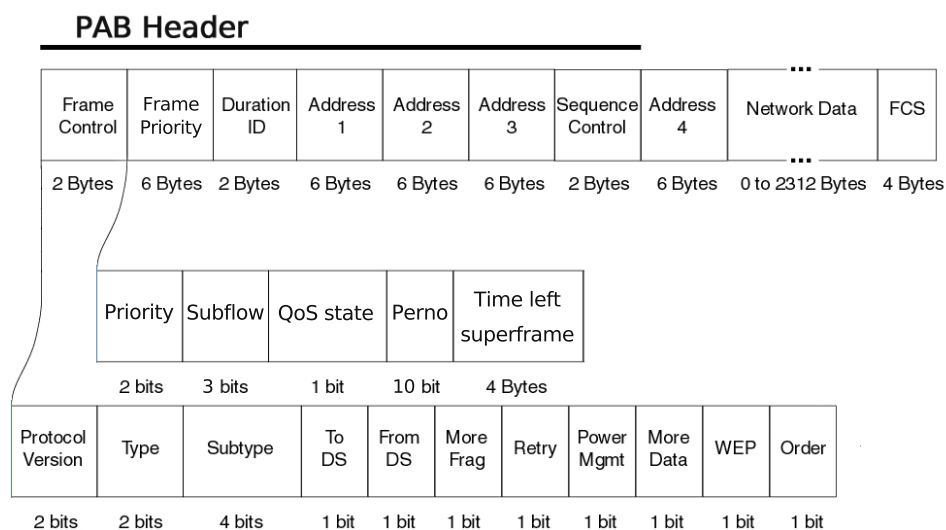 PAB Header
...
Frame Frame Duration Address Address Address Sequence Address Network Data FCS
Control Priority ID 1 2 3 Control 4
...
2 Bytes 6 Bytes 2 Bytes 6 Bytes 6 Bytes 6 Bytes 2 Bytes 6 Bytes 0 to 2312 Bytes 4 Bytes
Priority Subflow QoS state Perno Time left
superframe
2 bits 3 bits 1 bit 10 bit 4 Bytes
Protocol Type Subtype To From More Retry Power More WEP Order
Version DS DS Frag Mgmt Data
2 bits 2 bits 4 bits 1 bit 1 bit 1 bit 1 bit 1 bit 1 bit 1 bit 1 bit